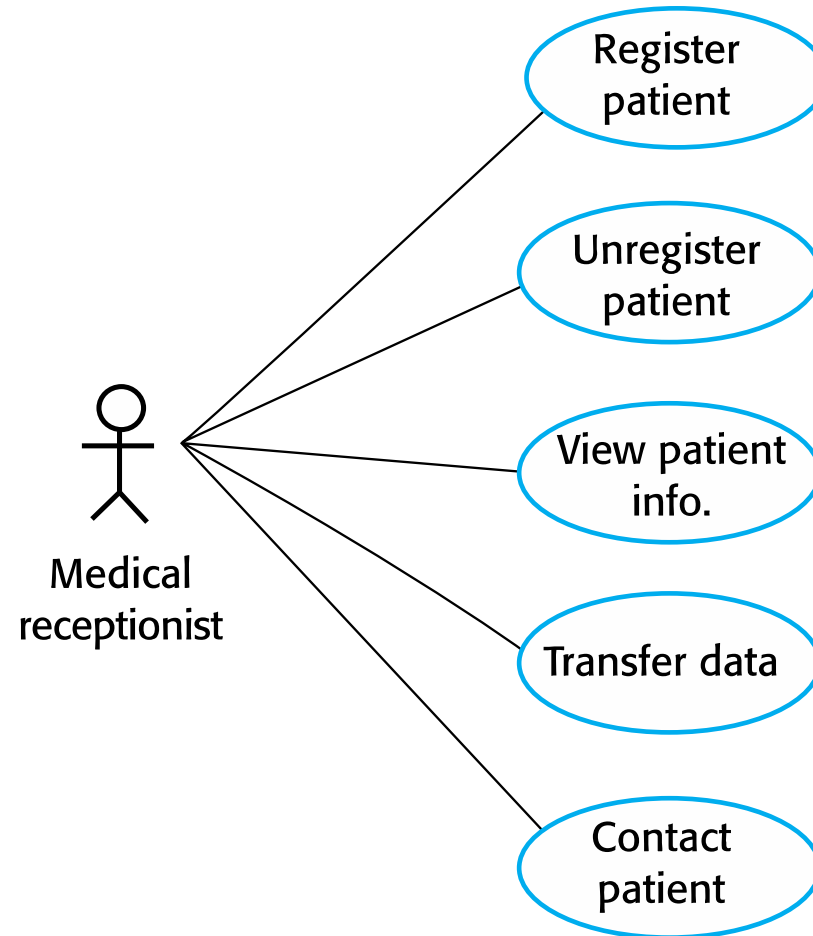 Register
patient
Unregister
patient
View patient
info.
Medical
receptionist
Transfer data
Contact
patient